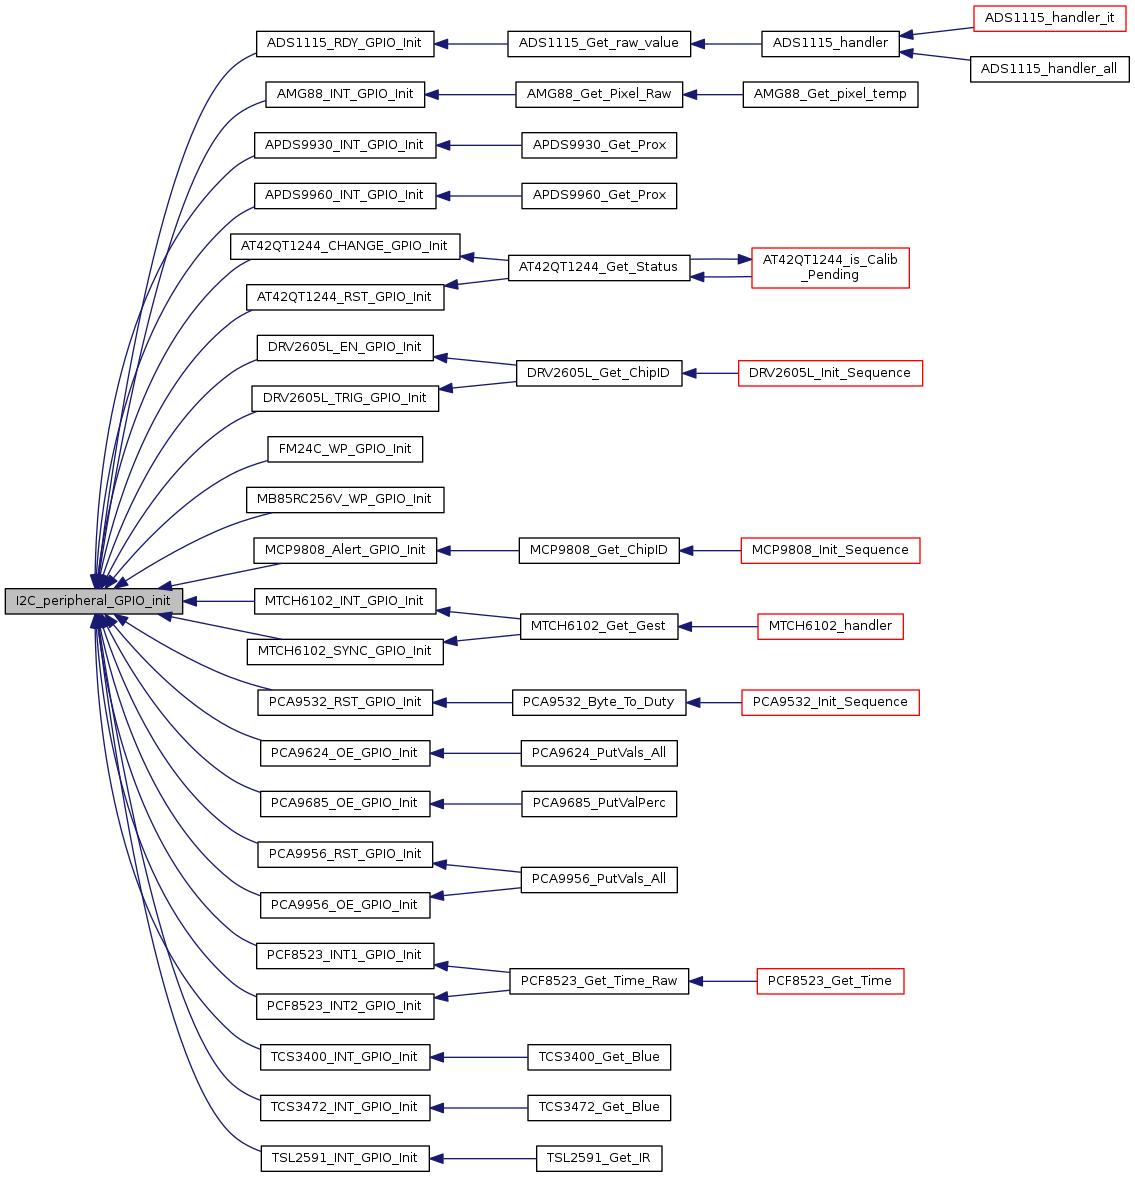 ADS1115_handler_it
ADS1115_RDY_GPIO_Init
ADS1115_Get_raw_value
ADS1115_handler
ADS1115_handler_all
AMG88_INT_GPIO_Init
AMG88_Get_Pixel_Raw
AMG88_Get_pixel_temp
APDS9930_INT_GPIO_Init
APDS9930_Get_Prox
APDS9960_INT_GPIO_Init
APDS9960_Get_Prox
AT42QT1244_CHANGE_GPIO_Init
AT42QT1244_Get_Status
AT42QT1244_is_Calib
_Pending
AT42QT1244_RST_GPIO_Init
DRV2605L_EN_GPIO_Init
DRV2605L_Get_ChipID
DRV2605L_Init_Sequence
DRV2605L_TRIG_GPIO_Init
FM24C_WP_GPIO_Init
MB85RC256V_WP_GPIO_Init
MCP9808_Alert_GPIO_Init
MCP9808_Get_ChipID
MCP9808_Init_Sequence
I2C_peripheral_GPIO_init
MTCH6102_INT_GPIO_Init
MTCH6102_Get_Gest
MTCH6102_handler
MTCH6102_SYNC_GPIO_Init
PCA9532_RST_GPIO_Init
PCA9532_Byte_To_Duty
PCA9532_Init_Sequence
PCA9624_OE_GPIO_Init
PCA9624_PutVals_All
PCA9685_OE_GPIO_Init
PCA9685_PutValPerc
PCA9956_RST_GPIO_Init
PCA9956_PutVals_All
PCA9956_OE_GPIO_Init
PCF8523_INT1_GPIO_Init
PCF8523_Get_Time_Raw
PCF8523_Get_Time
PCF8523_INT2_GPIO_Init
TCS3400_INT_GPIO_Init
TCS3400_Get_Blue
TCS3472_INT_GPIO_Init
TCS3472_Get_Blue
TSL2591_INT_GPIO_Init
TSL2591_Get_IR